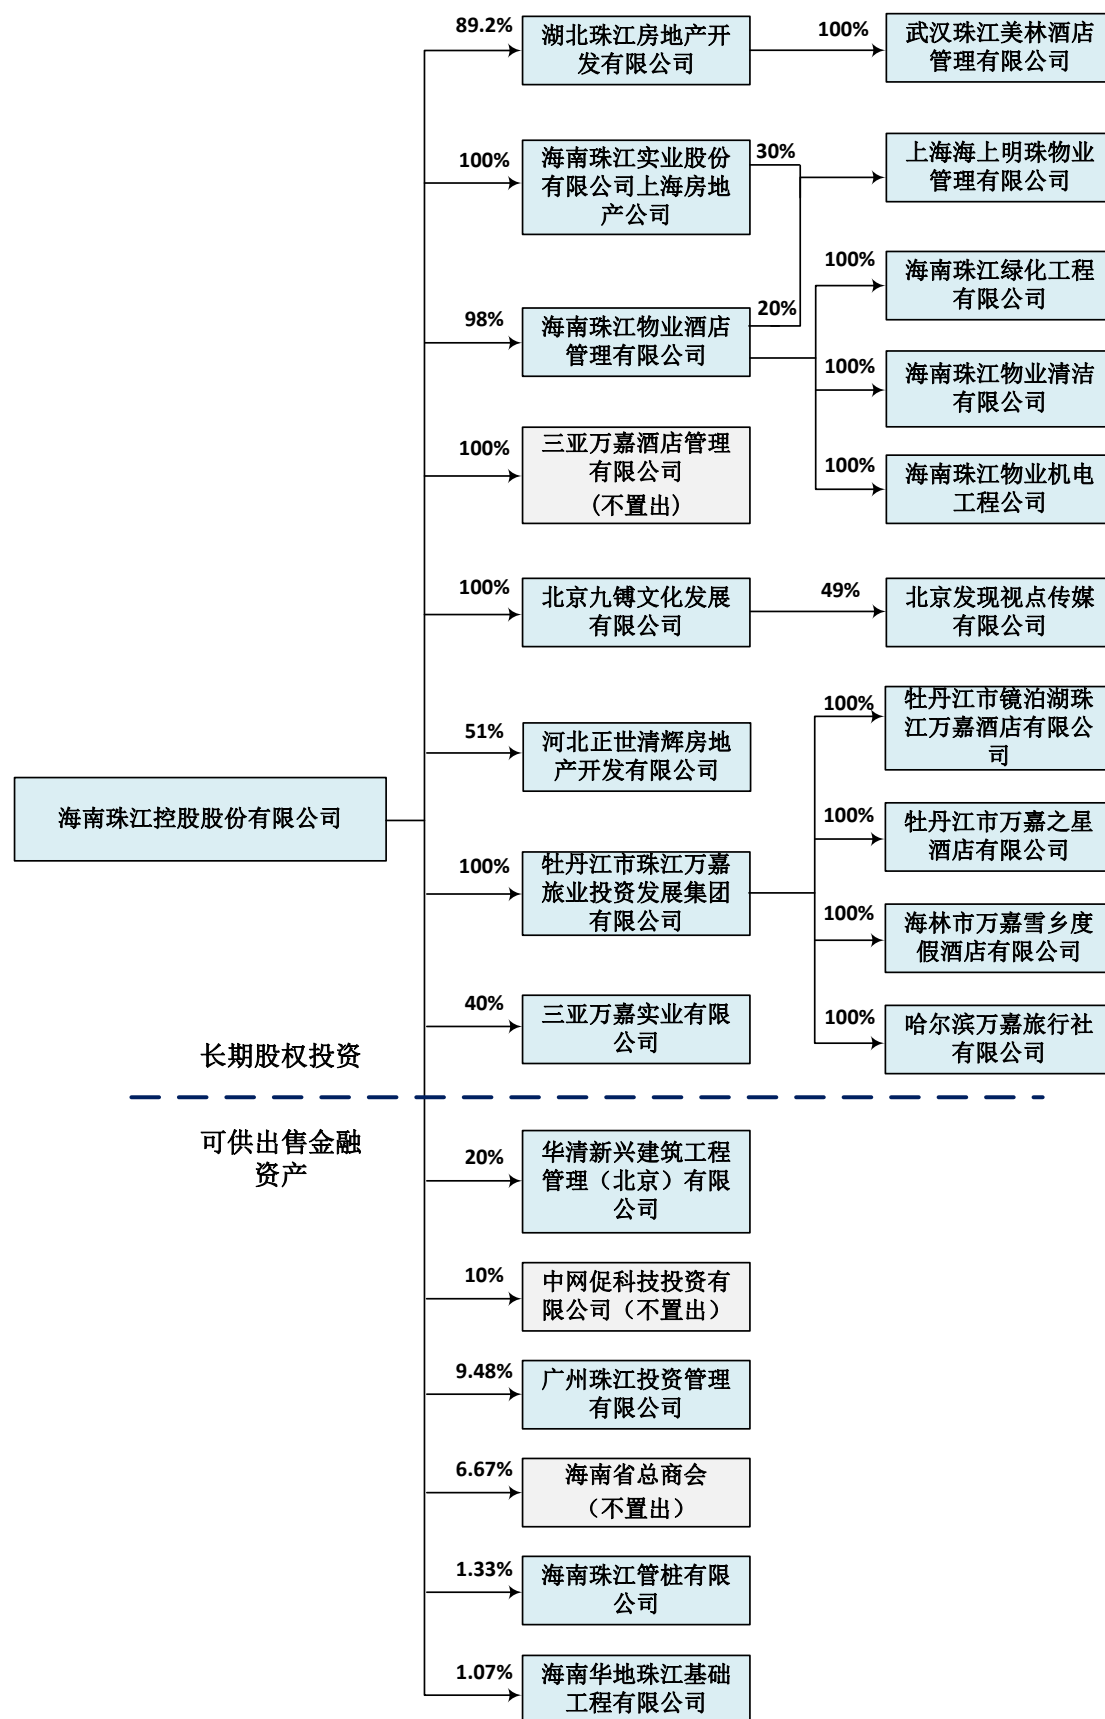 89.2%
湖北珠江房地产开
发有限公司
100%
武汉珠江美林酒店
管理有限公司
100%
海南珠江实业股份
有限公司上海房地
产公司
30%
上海海上明珠物业
管理有限公司
98%
海南珠江物业酒店
管理有限公司
20%
100%
海南珠江绿化工程
有限公司
100%
海南珠江物业清洁
有限公司
100%
海南珠江物业机电
工程公司
100%
三亚万嘉酒店管理
有限公司
(不置出)
100%
北京九镈文化发展
有限公司
49%
北京发现视点传媒
有限公司
51%
河北正世清辉房地
产开发有限公司
海南珠江控股股份有限公司
100%
牡丹江市珠江万嘉
旅业投资发展集团
有限公司
100%
牡丹江市镜泊湖珠
江万嘉酒店有限公
司
100%
牡丹江市万嘉之星
酒店有限公司
100%
海林市万嘉雪乡度
假酒店有限公司
100%
哈尔滨万嘉旅行社
有限公司
40%
三亚万嘉实业有限
公司
长期股权投资
可供出售金融
资产
20%
华清新兴建筑工程
管理（北京）有限
公司
10%
中网促科技投资有
限公司（不置出）
9.48%
广州珠江投资管理
有限公司
6.67%
海南省总商会
（不置出）
1.33%
海南珠江管桩有限
公司
1.07%
海南华地珠江基础
工程有限公司